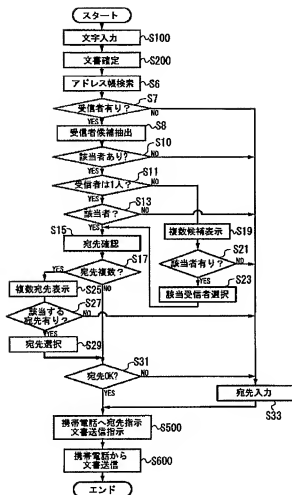 スタート
文字入力
S100
文書確定
S200
アドレス帳検索
S6
受信者有り?
S7
NO
YES
S8
受信者候補抽出
S10
該当者あり?
NO
YES
S11
受信者は1人?
NO
YES
S13
該当者?
NO
S15
YES
宛先確認
複数候補表示
S19
S17
宛先複数?
YES
NO
S21
該当者有り?
NO
YES
S23
該当受信者選択
複数宛先表示
S25
S27
該当する
宛先有り?
NO
YES
宛先選択
S29
S31
宛先OK?
NO
YES
宛先入力
S33
携帯電話へ宛先指示
文書送信指示
S500
携帯電話から
文書送信
S600
エンド